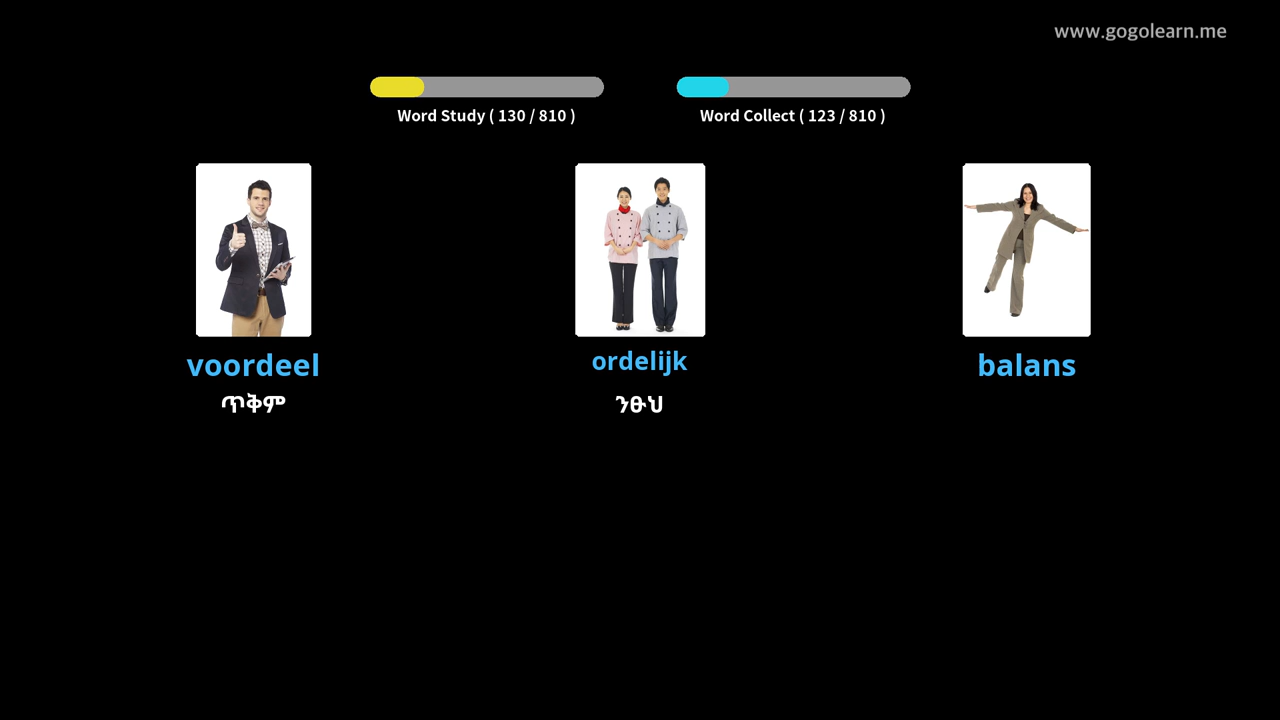 www.gogolearn.me
Word Study ( 130 / 810 )
Word Collect ( 123 / 810 )
voordeel
ordelijk
balans
ጥቅም
ንፁህ